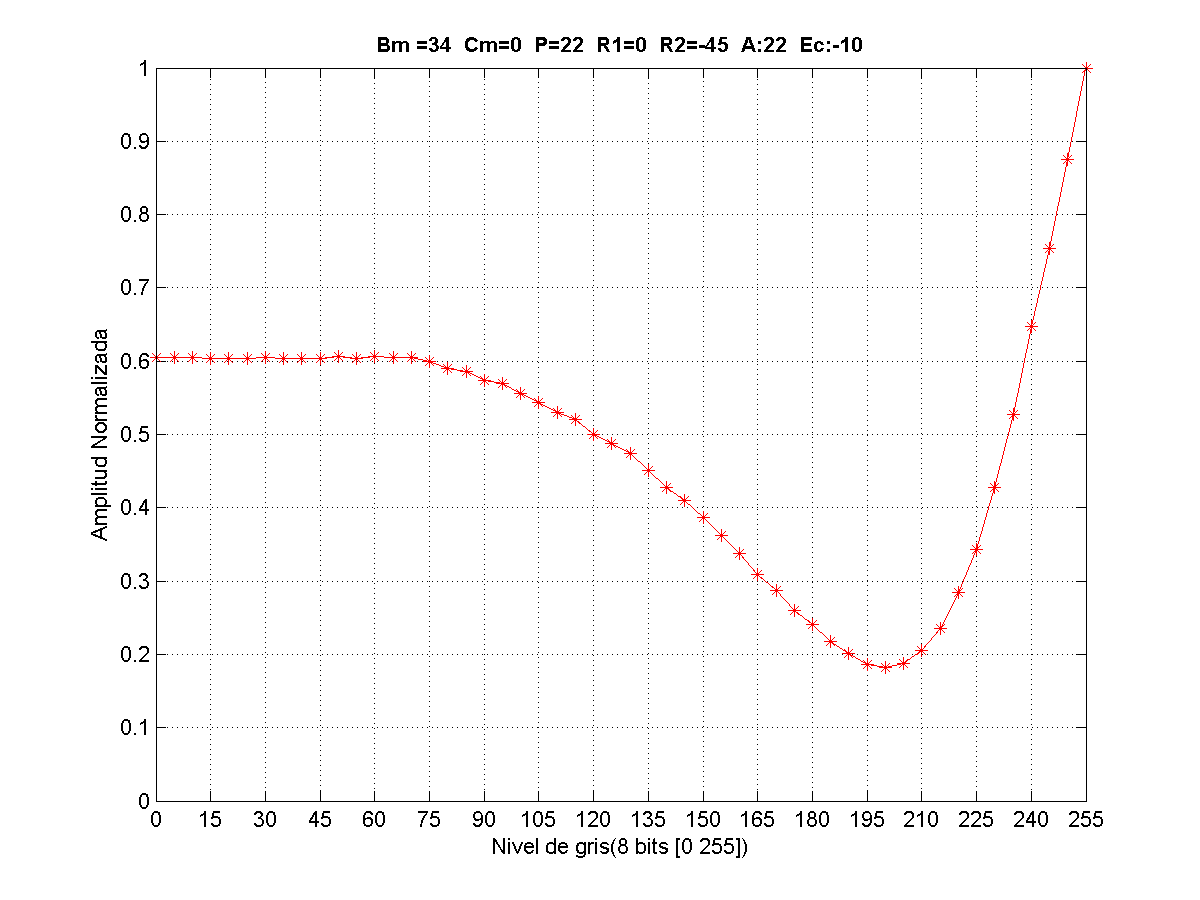 Bm =34 Cm=0 P=22 R1=0 R2=-45 A:22 Ec:-10
1
0.9
0.8
0.7
0.6
0.5
0.4
0.3
0.2
0.1
0
Amplitud Normalizada
0 15 30 45 60 75 90 105 120 135 150 165 180 195 210 225 240 255
Nivel de gris(8 bits [0 255])